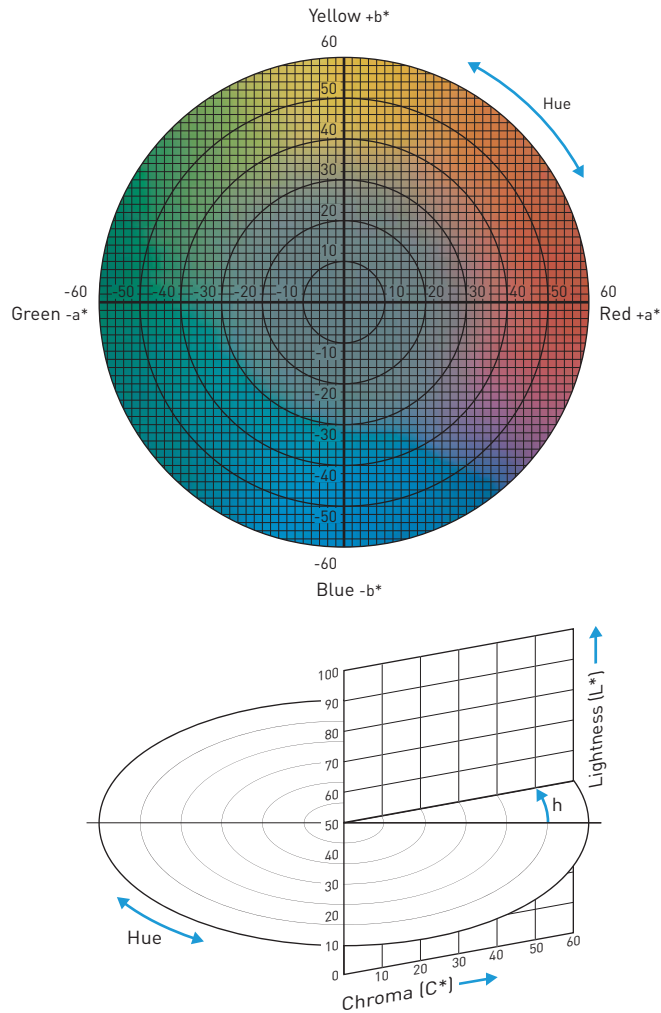 Yellow +b*
60
50
Hue
40
30
20
10
-60 -50 -40 -30 -20 -10 10 20 30 40 50 60
Green -a* Red +a*
-10
-20
-30
-40
-50
-60
Blue -b*
100
90
80
70
60
50
40
30
20
10
0
Lightness (L*)
h
Hue
10 20 30 40 50 60
Chroma (C*)